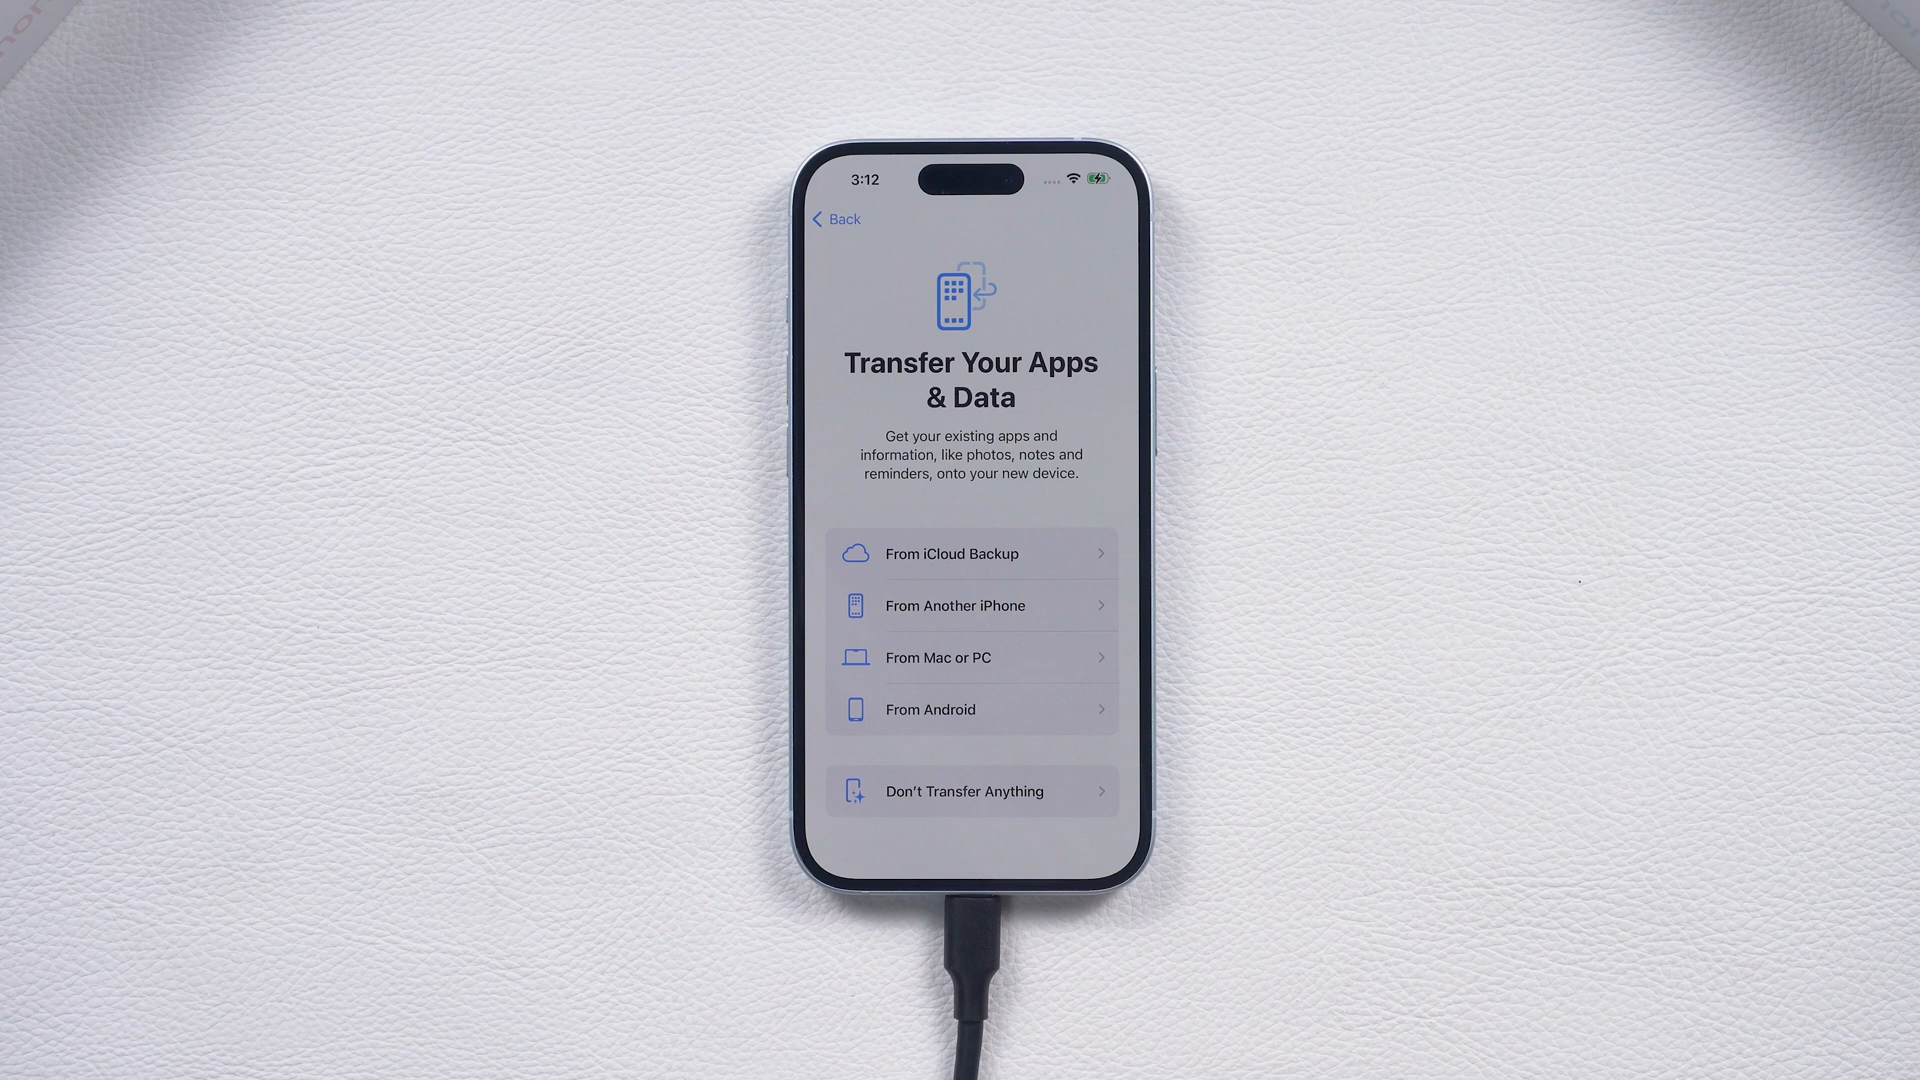 3:12
Back
Transfer Your Apps
& Data
Get your existing apps and
information, like photos, notes and
reminders, onto your new device.
From iCloud Backup
From Another iPhone
From Mac or PC
From Android
Don’t Transfer Anything